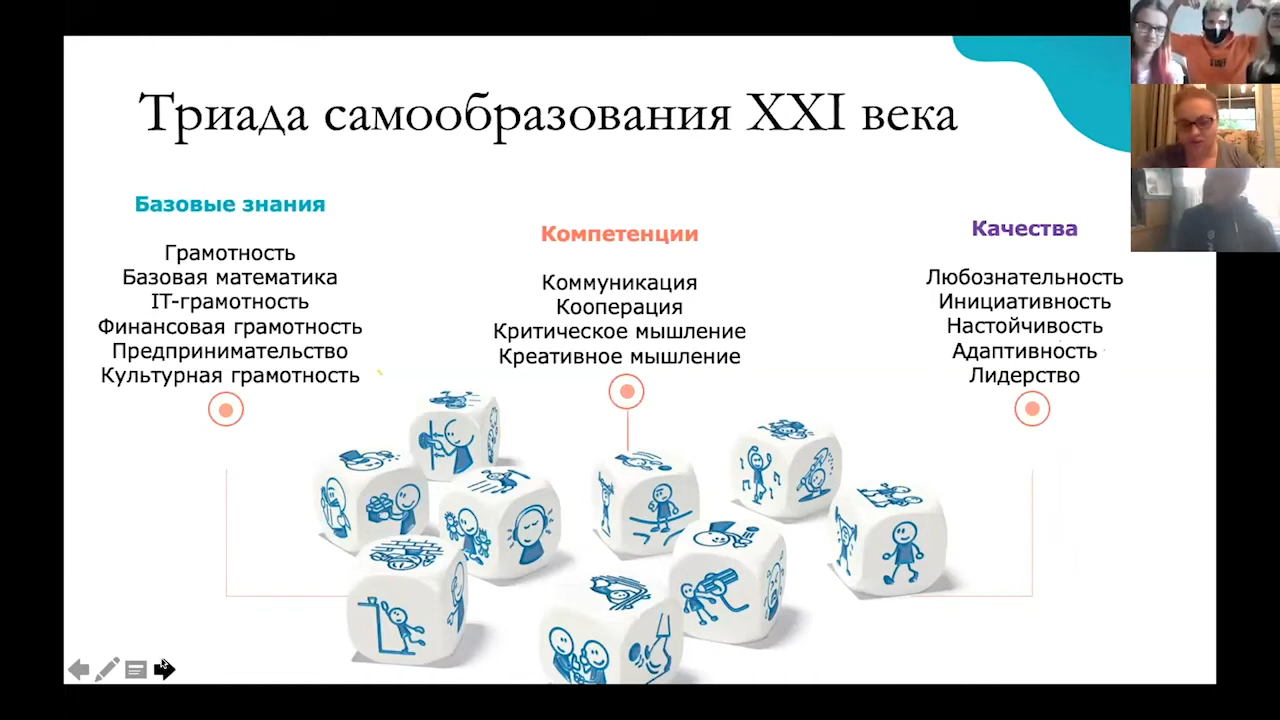 Триада самообразования XXI века
Базовые знания
Грамотность
Базовая математика
IT-грамотность
Финансовая грамотность
Предпринимательство
Культурная грамотность
Компетенции
Коммуникация
Кооперация
Критическое мышление
Креативное мышление
Качества
Любознательность
Инициативность
Настойчивость
Адаптивность
Лидерство